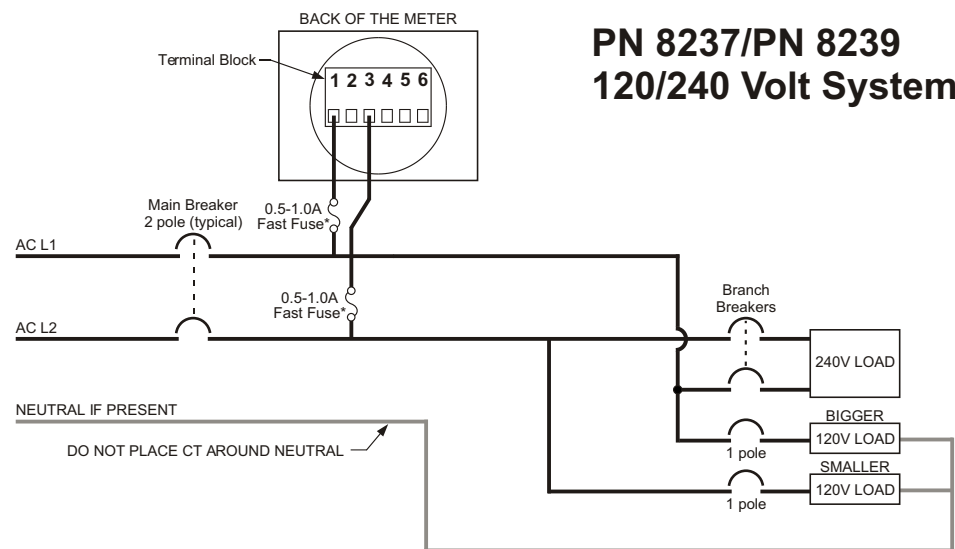 BACK OF THE METER
PN 8237/PN 8239
120/240 Volt System
Terminal Block
1 2 3 4 5 6
Main Breaker
2 pole (typical)
0.5-1.0A
Fast Fuse*
AC L1
0.5-1.0A
Fast Fuse*
Branch
Breakers
AC L2
240V LOAD
NEUTRAL IF PRESENT
BIGGER
120V LOAD
1 pole
DO NOT PLACE CT AROUND NEUTRAL
SMALLER
120V LOAD
1 pole